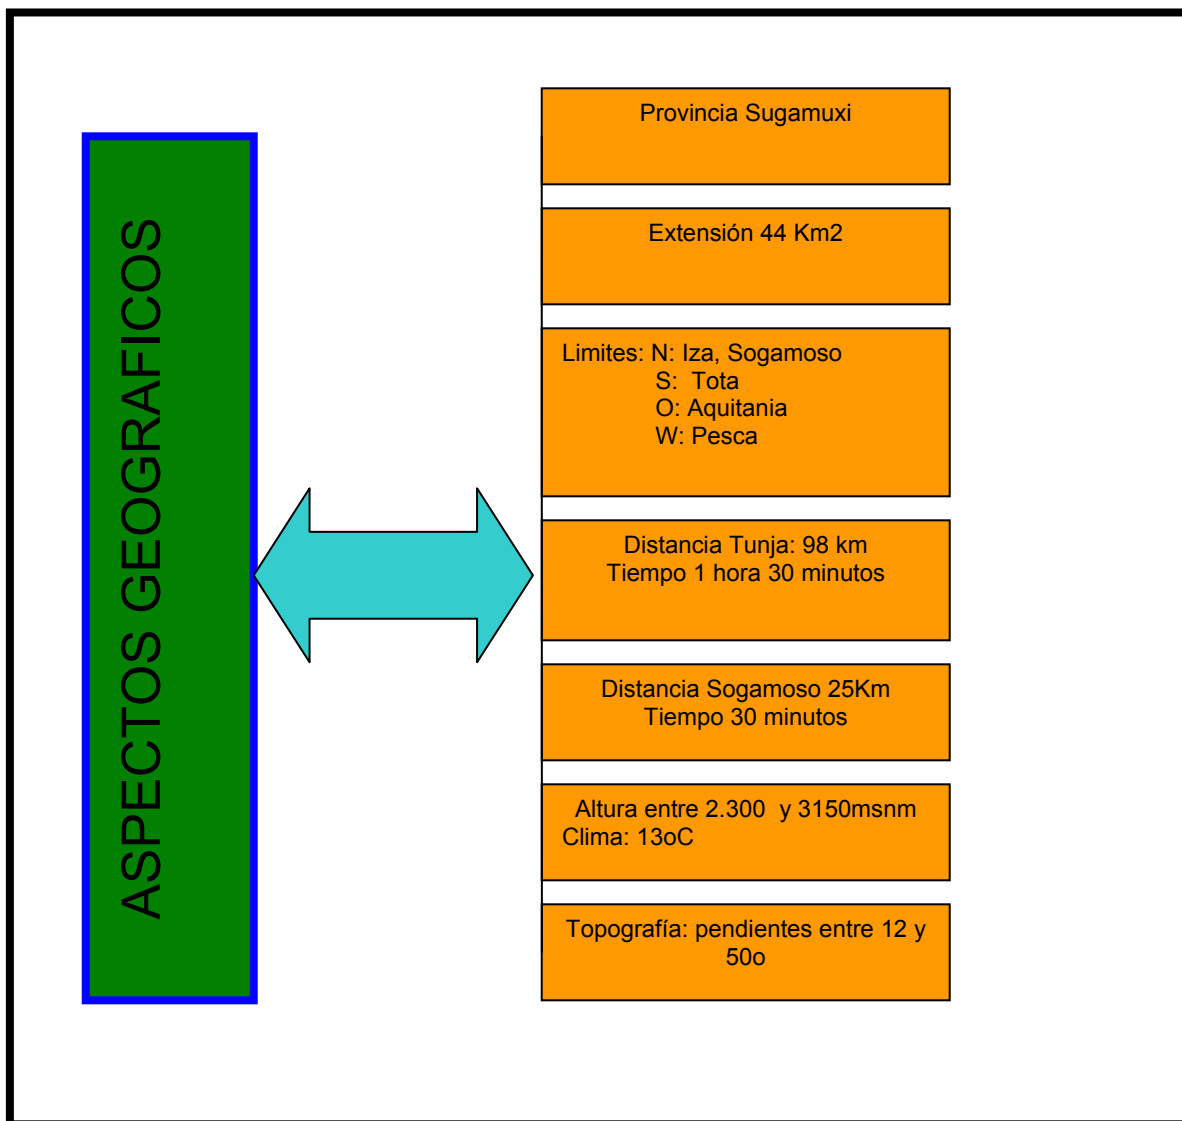 ASPECTOS GEOGRAFICOS
Provincia Sugamuxi
Extensión 44 Km2
Limites: N: Iza, Sogamoso
S: Tota
O: Aquitania
W: Pesca
Distancia Tunja: 98 km
Tiempo 1 hora 30 minutos
Distancia Sogamoso 25Km
Tiempo 30 minutos
Altura entre 2.300 y 3150msnm
Clima: 13oC
Topografía: pendientes entre 12 y
50o